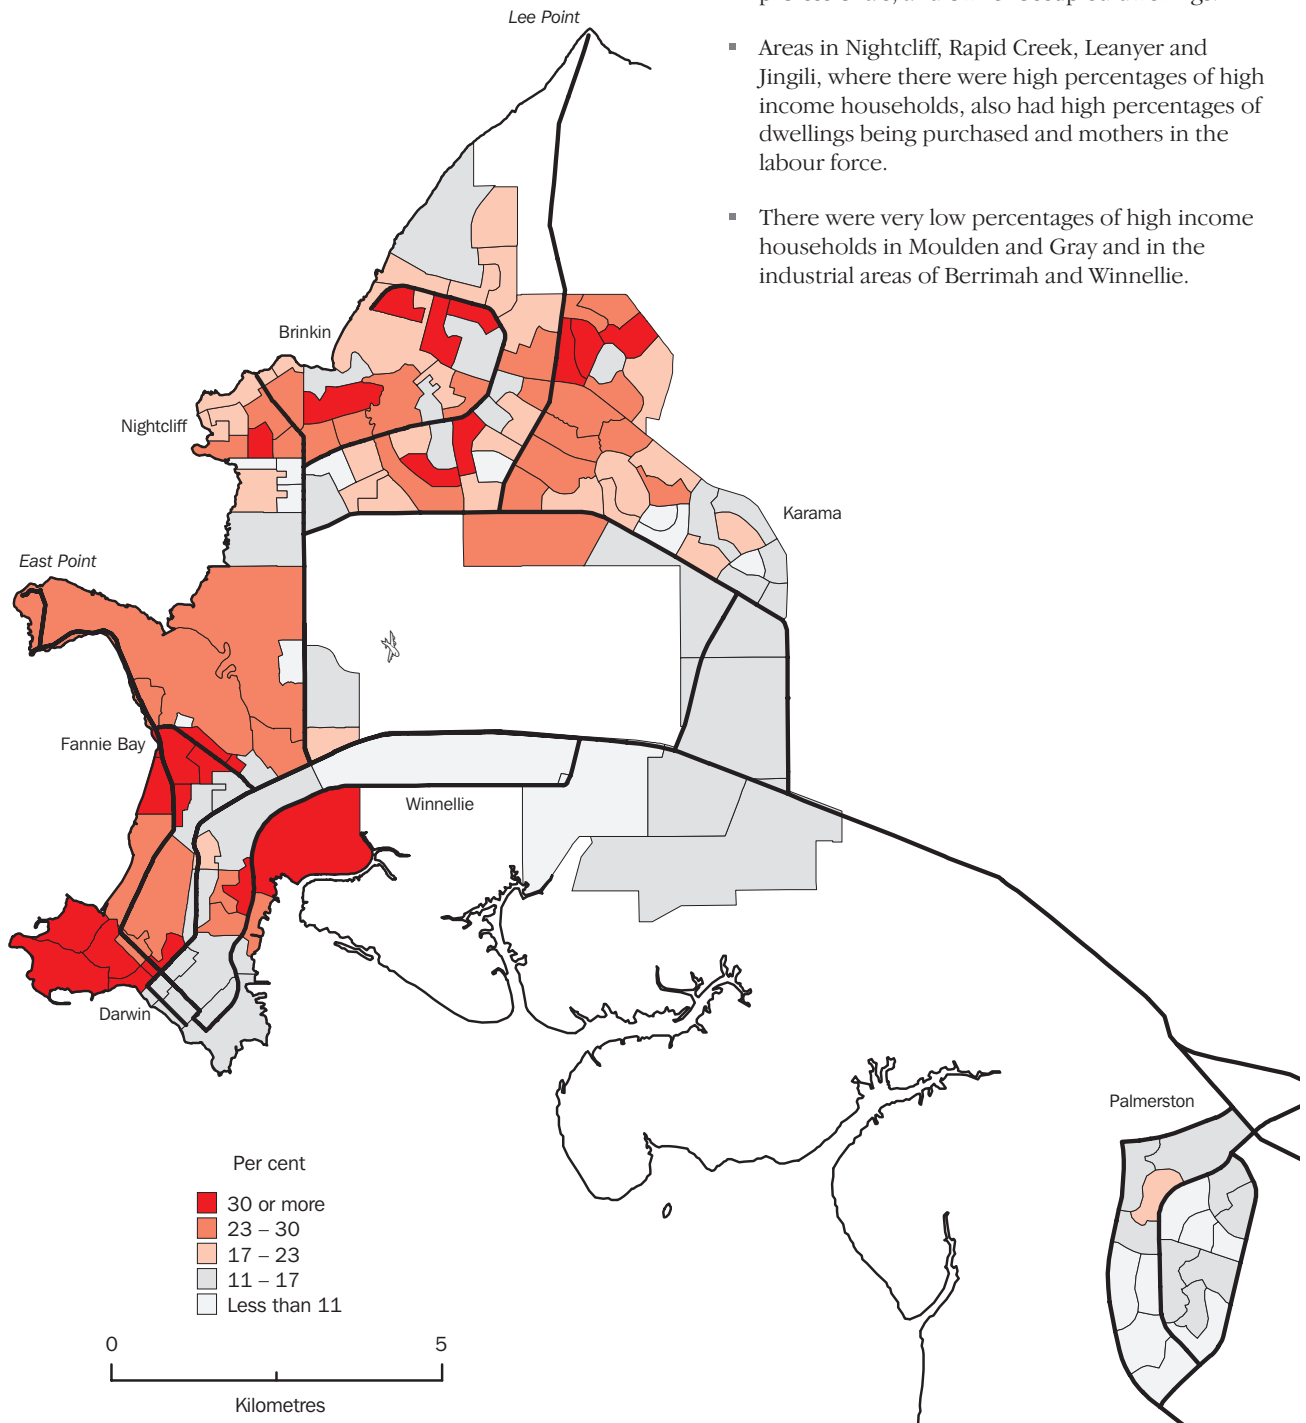 Lee Point
Areas in Nightcliff, Rapid Creek, Leanyer and
Jingili, where there were high percentages of high
income households, also had high percentages of
dwellings being purchased and mothers in the
labour force.
There were very low percentages of high income
households in Moulden and Gray and in the
industrial areas of Berrimah and Winnellie.
Brinkin
Nightcliff
Karama
East Point
Fannie Bay
Winnellie
Darwin
Palmerston
Per cent
30 or more
23 – 30
17 – 23
11 – 17
Less than 11
0 5
Kilometres